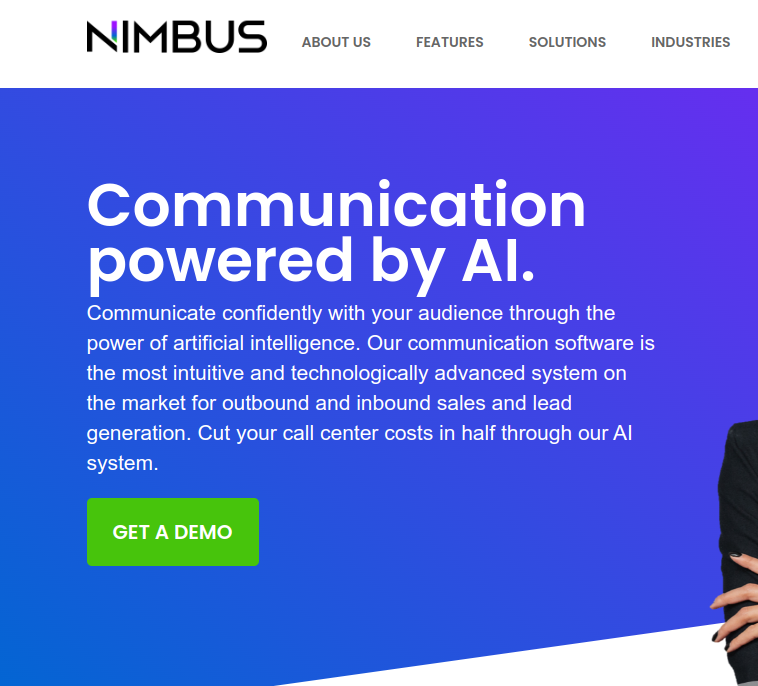 NIMBUS
ABOUT US
FEATURES
SOLUTIONS
INDUSTRIES
Communication
powered by AI.
Communicate confidently with your audience through the
power of artificial intelligence. Our communication software is
the most intuitive and technologically advanced system on
the market for outbound and inbound sales and lead
generation. Cut your call center costs in half through our AI
system.
GET A DEMO